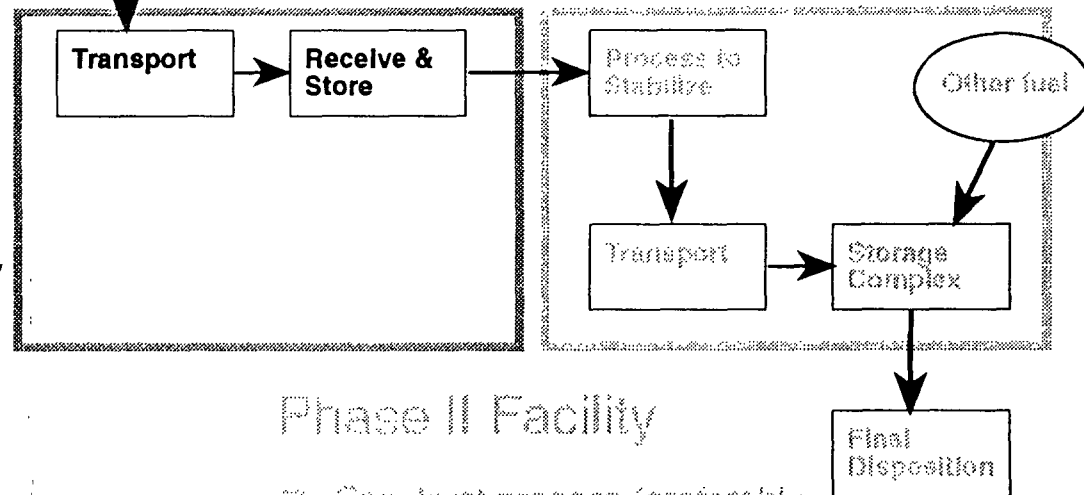 Transport
Receive &
Store
Process to
Stabilize
Other fuel
Transport
Storage
Complex
Phase II Facility
Final
Disposition